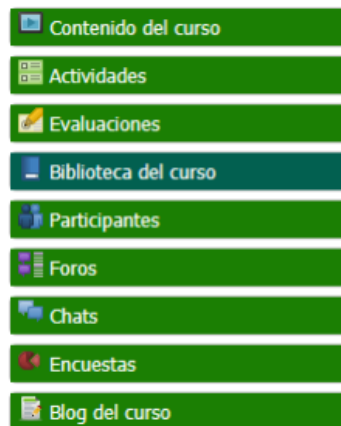 Contenido del curso
Actividades
Evaluaciones
Biblioteca del curso
Participantes
Foros
Chats
Encuestas
Blog del curso